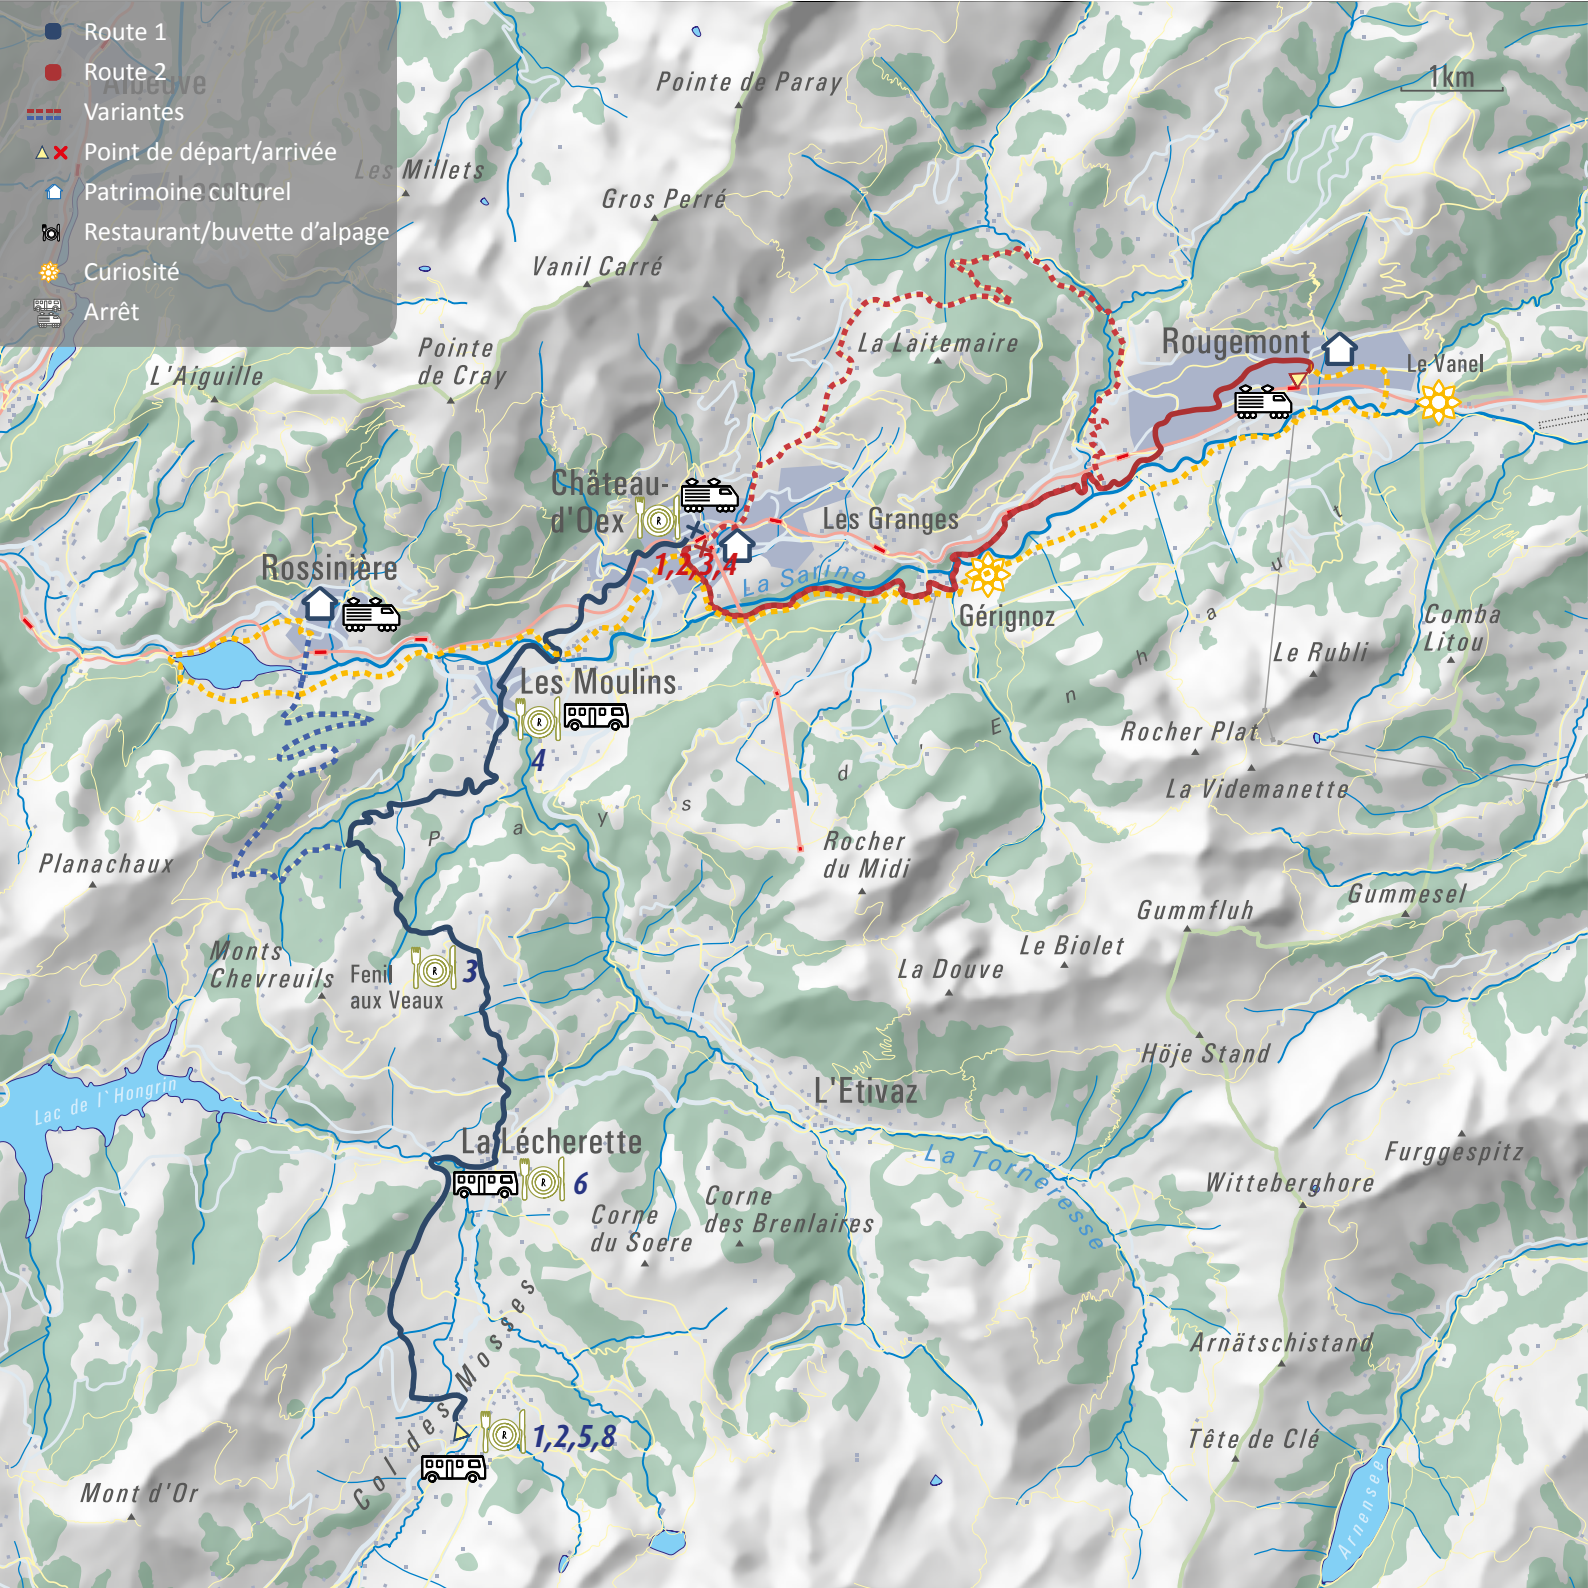 Route 1
Route 2
Albeuve
Variantes
Point de départ/arrivée
Patrimoine culturel
Restaurant/buvette d'alpage
Curiosité
Arrêt
1km
Pointe de Paray
Les Millets
Gros Perré
Vanil Carré
Pointe
de Cray
L'Aiguille
La Laitemaire
Rougemont
Le Vanel
Château-
d'Oex
R
Les Granges
1,2,3,4
La Sarine
Rossinière
Gérignoz
Comba
Litou
Le Rubli
Les Moulins
R
4
Rocher Plat
La Videmanette
Pays d'Enhaut
Rocher
du Midi
Planachaux
Gummesel
Gummfluh
Le Biolet
La Douve
Monts
Chevreuils
Fenil
aux Veaux
R
3
Höje Stand
L'Etivaz
Lac de l'Hongrin
La Lécherette
R
6
La Torneresse
Furggespitz
Witteberghore
Corne
du Soere
Corne
des Brenlaires
Arnätschistand
Col des Mosses
R
1,2,5,8
Tête de Clé
Mont d'Or
Arnensee